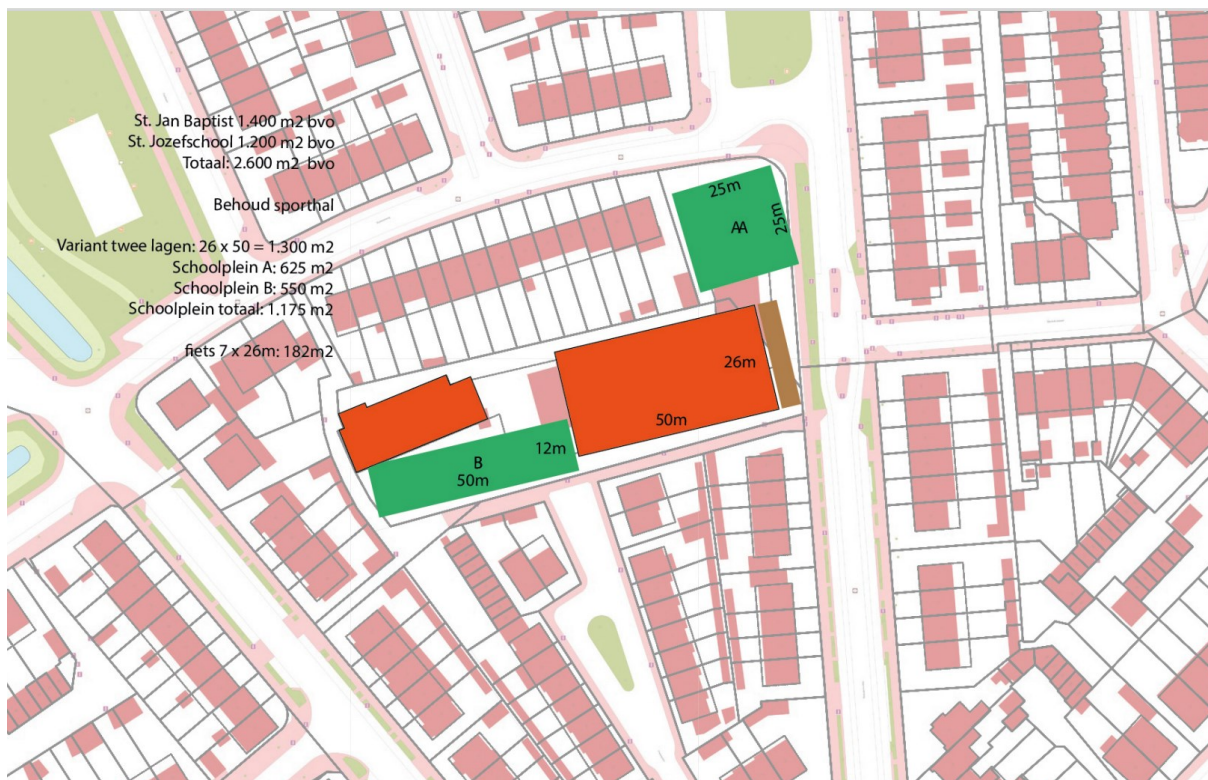 St. Jan Baptist 1.400 m2 bvo
St. Jozefschool 1.200 m2 bvo
Totaal: 2.600 m2 bvo
Behoud sporthal
Variant twee lagen: 26 x 50 = 1.300 m2
Schoolplein A: 625 m2
Schoolplein B: 550 m2
Schoolplein totaal: 1.175 m2
fiets 7 x 26m: 182m2
25m
25m
AA
26m
50m
12m
B
50m